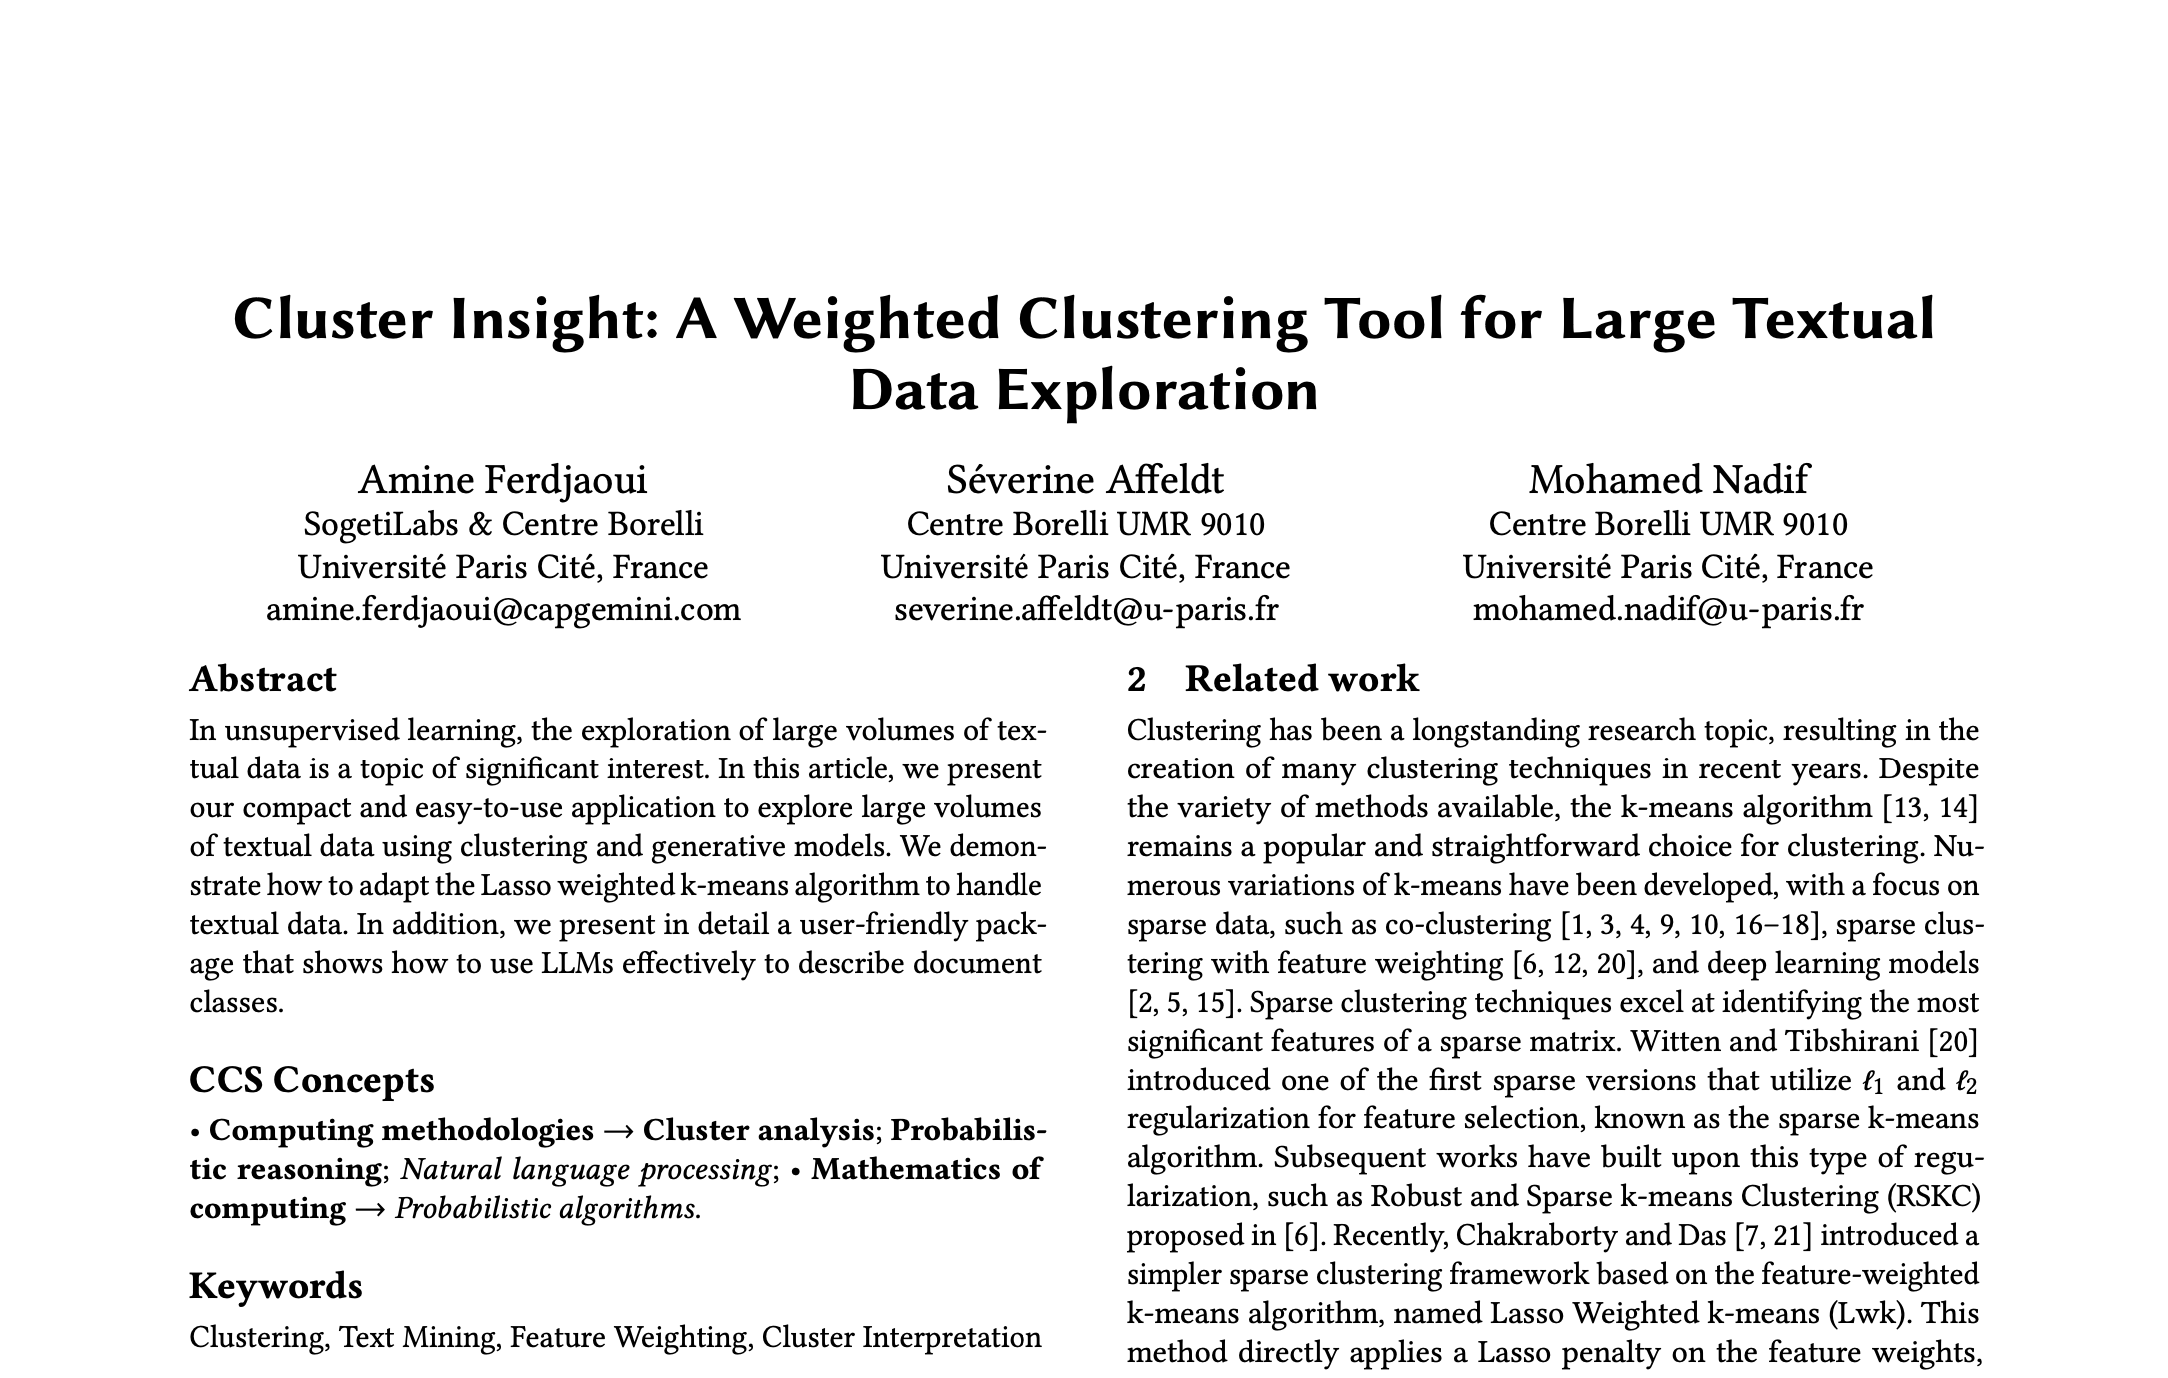 Cluster Insight: A Weighted Clustering Tool for Large Textual
Data Exploration
Amine Ferdjaoui
SogetiLabs & Centre Borelli
Université Paris Cité, France
amine.ferdjaoui@capgemini.com
Séverine Affeldt
Centre Borelli UMR 9010
Université Paris Cité, France
severine.affeldt@u-paris.fr
Mohamed Nadif
Centre Borelli UMR 9010
Université Paris Cité, France
mohamed.nadif@u-paris.fr
Abstract
In unsupervised learning, the exploration of large volumes of tex-
tual data is a topic of significant interest. In this article, we present
our compact and easy-to-use application to explore large volumes
of textual data using clustering and generative models. We demon-
strate how to adapt the Lasso weighted k-means algorithm to handle
textual data. In addition, we present in detail a user-friendly pack-
age that shows how to use LLMs effectively to describe document
classes.
CCS Concepts
• Computing methodologies → Cluster analysis; Probabilis-
tic reasoning; Natural language processing; • Mathematics of
computing → Probabilistic algorithms.
Keywords
Clustering, Text Mining, Feature Weighting, Cluster Interpretation
2 Related work
Clustering has been a longstanding research topic, resulting in the
creation of many clustering techniques in recent years. Despite
the variety of methods available, the k-means algorithm [13, 14]
remains a popular and straightforward choice for clustering. Nu-
merous variations of k-means have been developed, with a focus on
sparse data, such as co-clustering [1, 3, 4, 9, 10, 16–18], sparse clus-
tering with feature weighting [6, 12, 20], and deep learning models
[2, 5, 15]. Sparse clustering techniques excel at identifying the most
significant features of a sparse matrix. Witten and Tibshirani [20]
introduced one of the first sparse versions that utilize ℓ1 and ℓ2
regularization for feature selection, known as the sparse k-means
algorithm. Subsequent works have built upon this type of regu-
larization, such as Robust and Sparse k-means Clustering (RSKC)
proposed in [6]. Recently, Chakraborty and Das [7, 21] introduced a
simpler sparse clustering framework based on the feature-weighted
k-means algorithm, named Lasso Weighted k-means (Lwk). This
method directly applies a Lasso penalty on the feature weights,